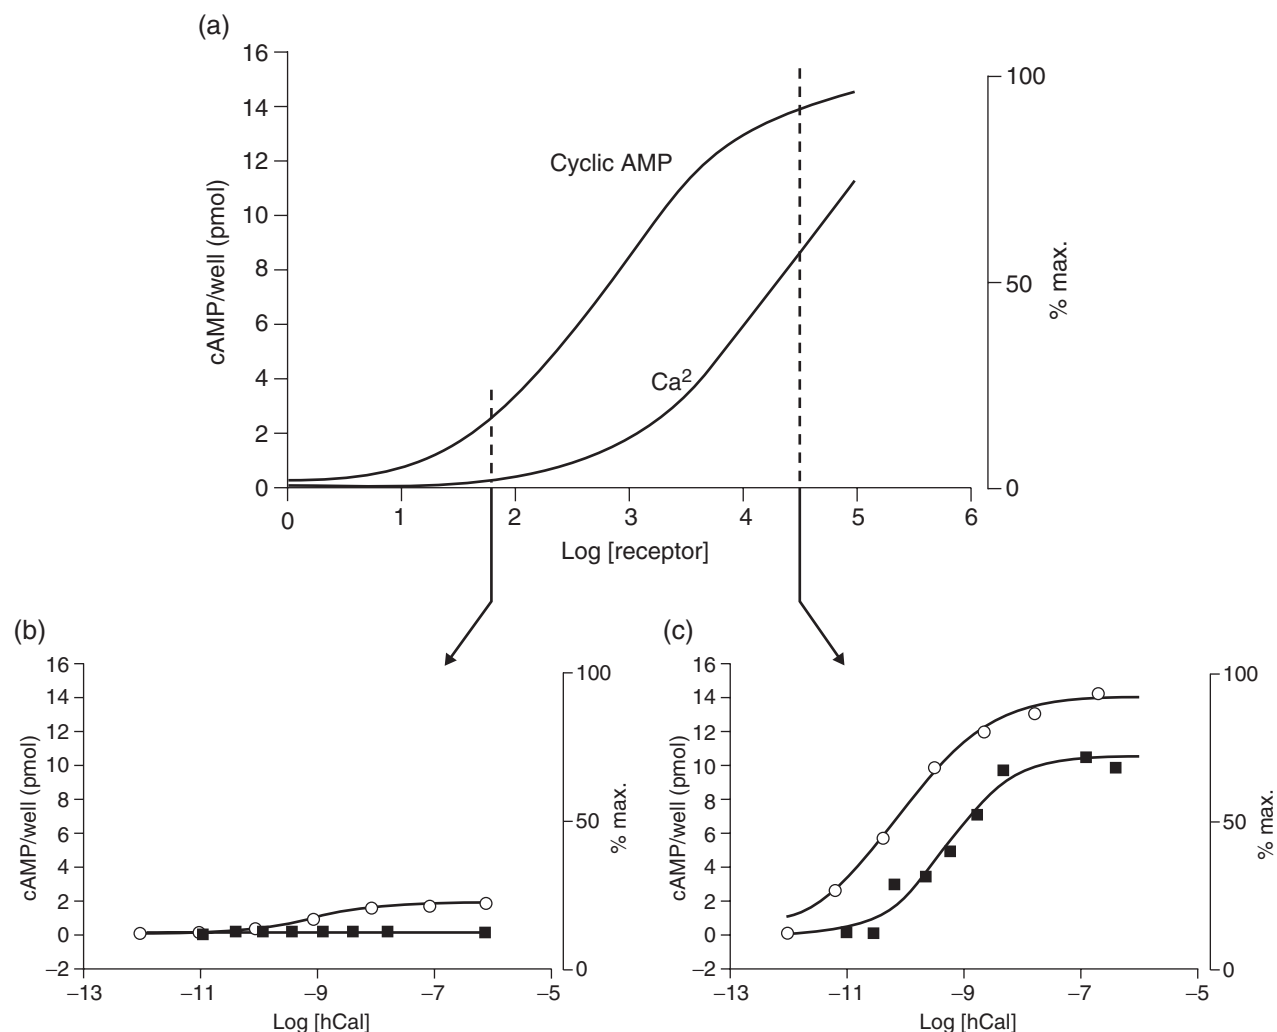 (a)
16
14
12
10
8
6
4
2
0
cAMP/well (pmol)
Cyclic AMP
Ca²
100
50
0
% max.
0 1 2 3 4 5 6
Log [receptor]
(b)
16
14
12
10
8
6
4
2
0
−2
cAMP/well (pmol)
100
50
0
% max.
−13 −11 −9 −7 −5
Log [hCal]
(c)
16
14
12
10
8
6
4
2
0
−2
cAMP/well (pmol)
100
50
0
% max.
−13 −11 −9 −7 −5
Log [hCal]